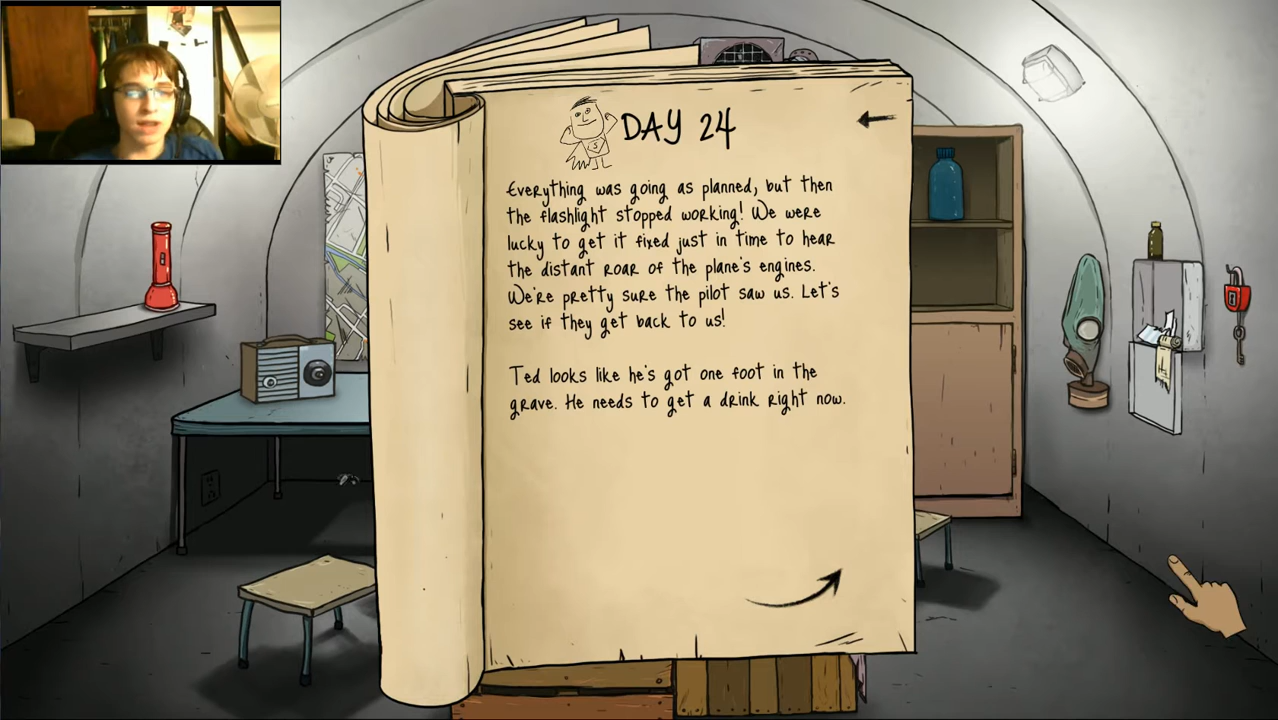 DAY 24
Everything was going as planned, but then
the flashlight stopped working! We were
lucky to get it fixed just in time to hear
the distant roar of the plane's engines.
We're pretty sure the pilot saw us. Let's
see if they get back to us!
Ted looks like he's got one foot in the
grave. He needs to get a drink right now.